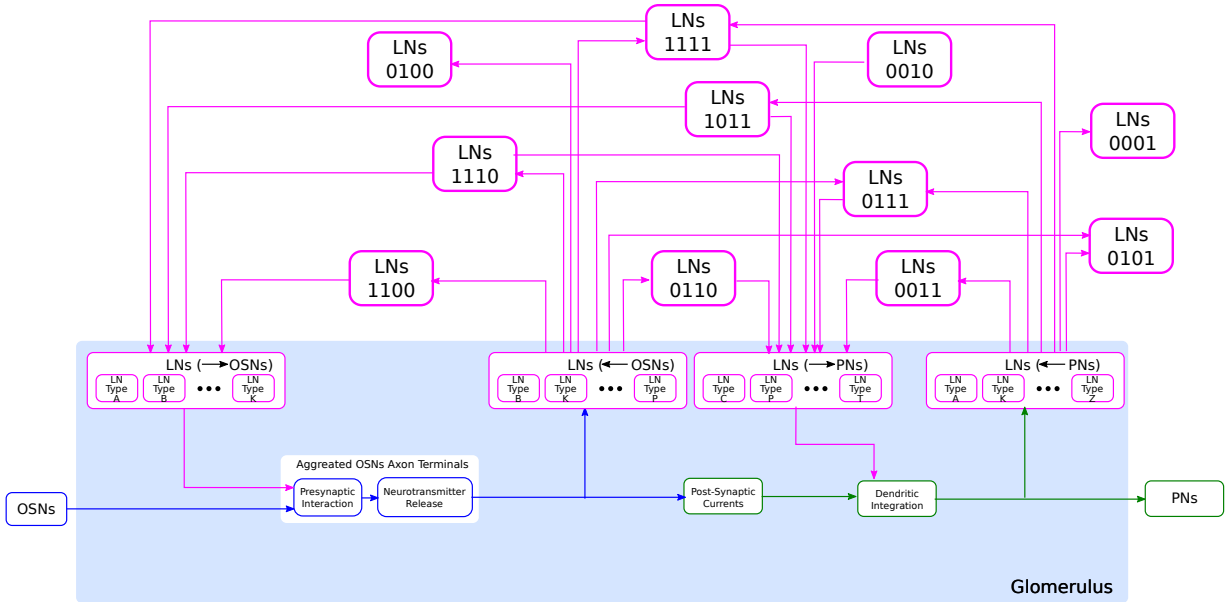 LNs
1111
LNs
0100
LNs
0010
LNs
1011
LNs
0001
LNs
1110
LNs
0111
LNs
0101
LNs
1100
LNs
0110
LNs
0011
LNs (→OSNs)
LN
Type
A
LN
Type
B
•••
LN
Type
K
LNs (← OSNs)
LN
Type
B
LN
Type
K
•••
LN
Type
P
LNs (→PNs)
LN
Type
C
LN
Type
P
•••
LN
Type
T
LNs (← PNs)
LN
Type
A
LN
Type
K
•••
LN
Type
Z
Aggreated OSNs Axon Terminals
OSNs
Presynaptic
Interaction
Neurotransmitter
Release
Post-Synaptic
Currents
Dendritic
Integration
PNs
Glomerulus